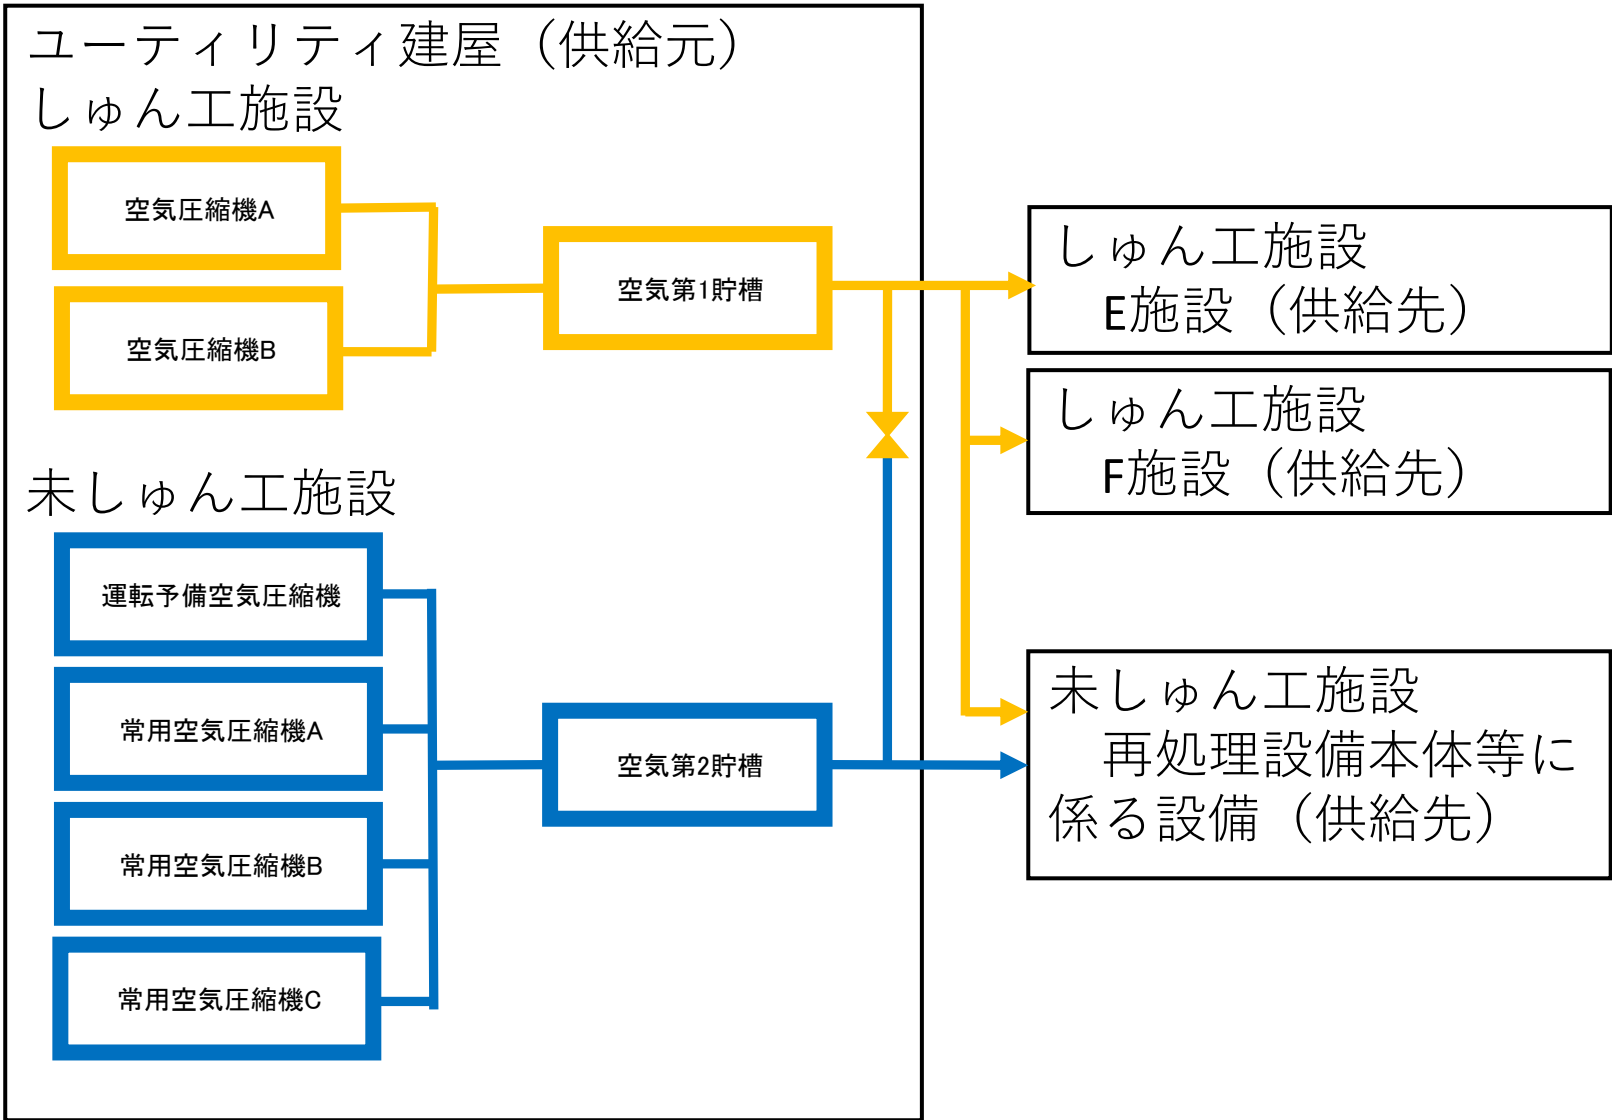 ユーティリティ建屋（供給元）
しゅん工施設
空気圧縮機A
空気圧縮機B
空気第1貯槽
未しゅん工施設
運転予備空気圧縮機
常用空気圧縮機A
常用空気圧縮機B
常用空気圧縮機C
空気第2貯槽
しゅん工施設
E施設（供給先）
しゅん工施設
F施設（供給先）
未しゅん工施設
再処理設備本体等に
係る設備（供給先）